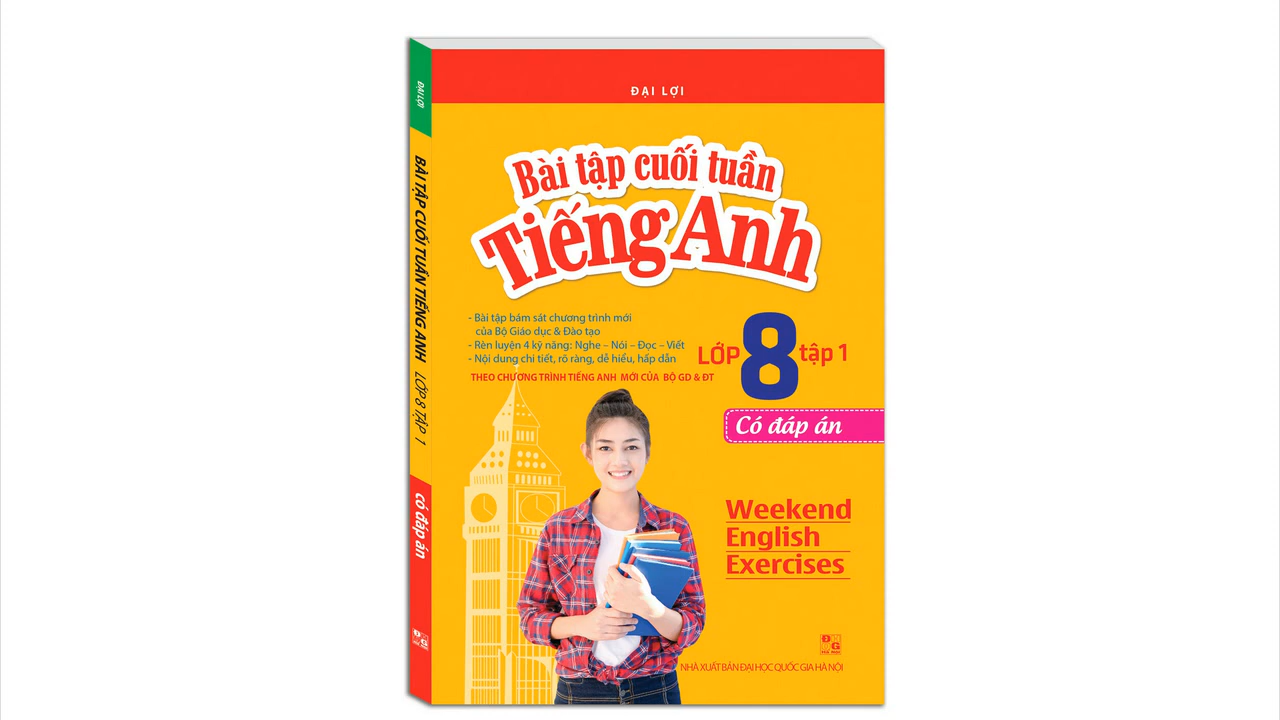 ĐẠI LỢI
Bài tập cuối tuần
Tiếng Anh
- Bài tập bám sát chương trình mới
của Bộ Giáo dục & Đào tạo
- Rèn luyện 4 kỹ năng: Nghe – Nói – Đọc – Viết
- Nội dung chi tiết, rõ ràng, dễ hiểu, hấp dẫn
THEO CHƯƠNG TRÌNH TIẾNG ANH MỚI CỦA BỘ GD & ĐT
LỚP 8 tập 1
Có đáp án
Weekend
English
Exercises
NHÀ XUẤT BẢN ĐẠI HỌC QUỐC GIA HÀ NỘI
ĐẠI LỢI
BÀI TẬP CUỐI TUẦN TIẾNG ANH LỚP 8 TẬP 1
có đáp án